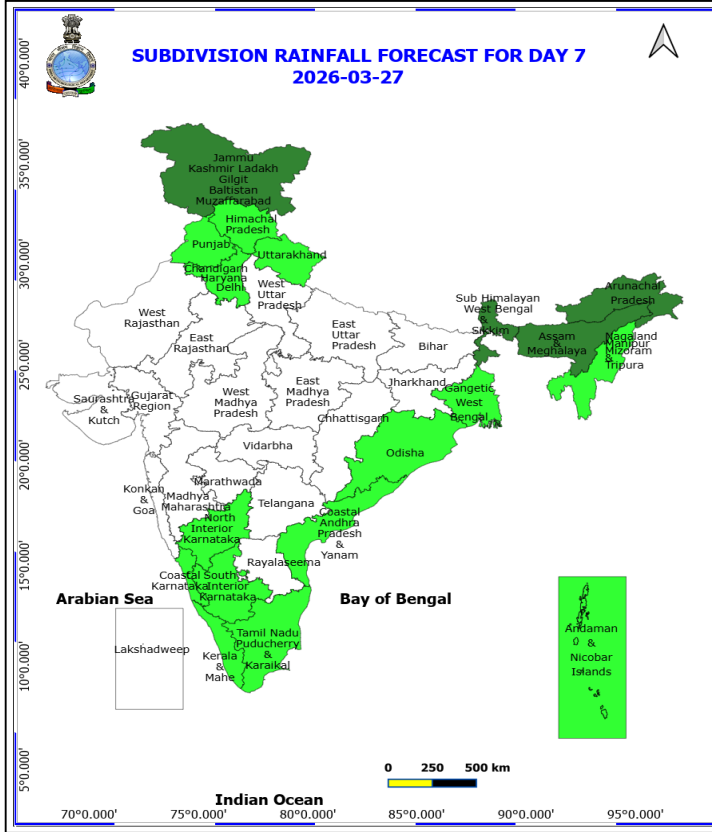 SUBDIVISION RAINFALL FORECAST FOR DAY 7
2026-03-27
40°0.000'
35°0.000'
30°0.000'
25°0.000'
20°0.000'
15°0.000'
10°0.000'
5°0.000'
Jammu
Kashmir Ladakh
Gilgit
Baltistan
Muzaffarabad
Himachal
Pradesh
Punjab
Uttarakhand
Chandigarh
Haryana
Delhi
West
Uttar
Pradesh
West
Rajasthan
East
Rajasthan
East
Uttar
Pradesh
Bihar
Sub Himalayan
West Bengal
&
Sikkim
Arunachal
Pradesh
Assam
&
Meghalaya
Nagaland
Manipur
Mizoram
&
Tripura
Saurashtra
&
Kutch
Gujarat
Region
West
Madhya
Pradesh
East
Madhya
Pradesh
Jharkhand
Gangetic
West
Bengal
Chhattisgarh
Odisha
Vidarbha
Konkan
&
Goa
Madhya
Maharashtra
Marathwada
Telangana
North
Interior
Karnataka
Coastal
Andhra
Pradesh
&
Yanam
Rayalaseema
Coastal
Karnataka
South
Interior
Karnataka
Arabian Sea
Bay of Bengal
Lakshadweep
Kerala
&
Mahe
Tamil Nadu
Puducherry
&
Karaikal
Andaman
&
Nicobar
Islands
0 250 500 km
Indian Ocean
70°0.000' 75°0.000' 80°0.000' 85°0.000' 90°0.000' 95°0.000'